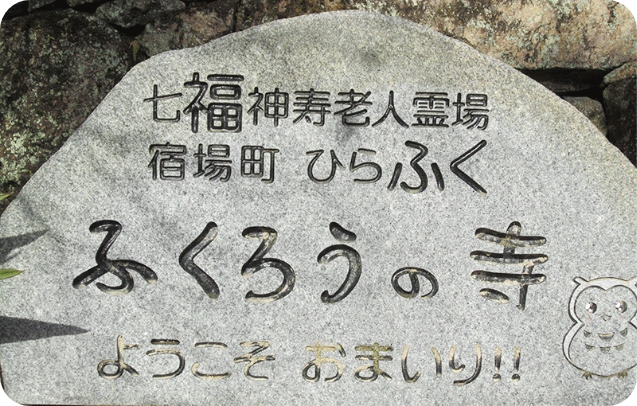 七福神寿老人霊場
宿場町 ひらふく
ふくろうの寺
ようこそ おまいり!!